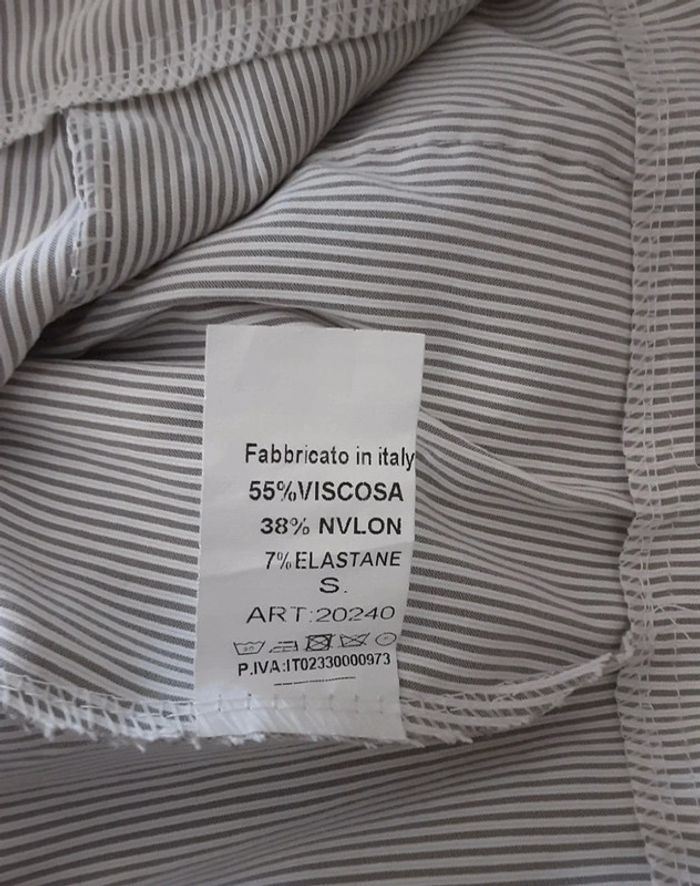 Fabbricato in italy
55%VISCOSA
38% NVLON
7%ELASTANE
S.
ART:20240
P.IVA:IT02330000973